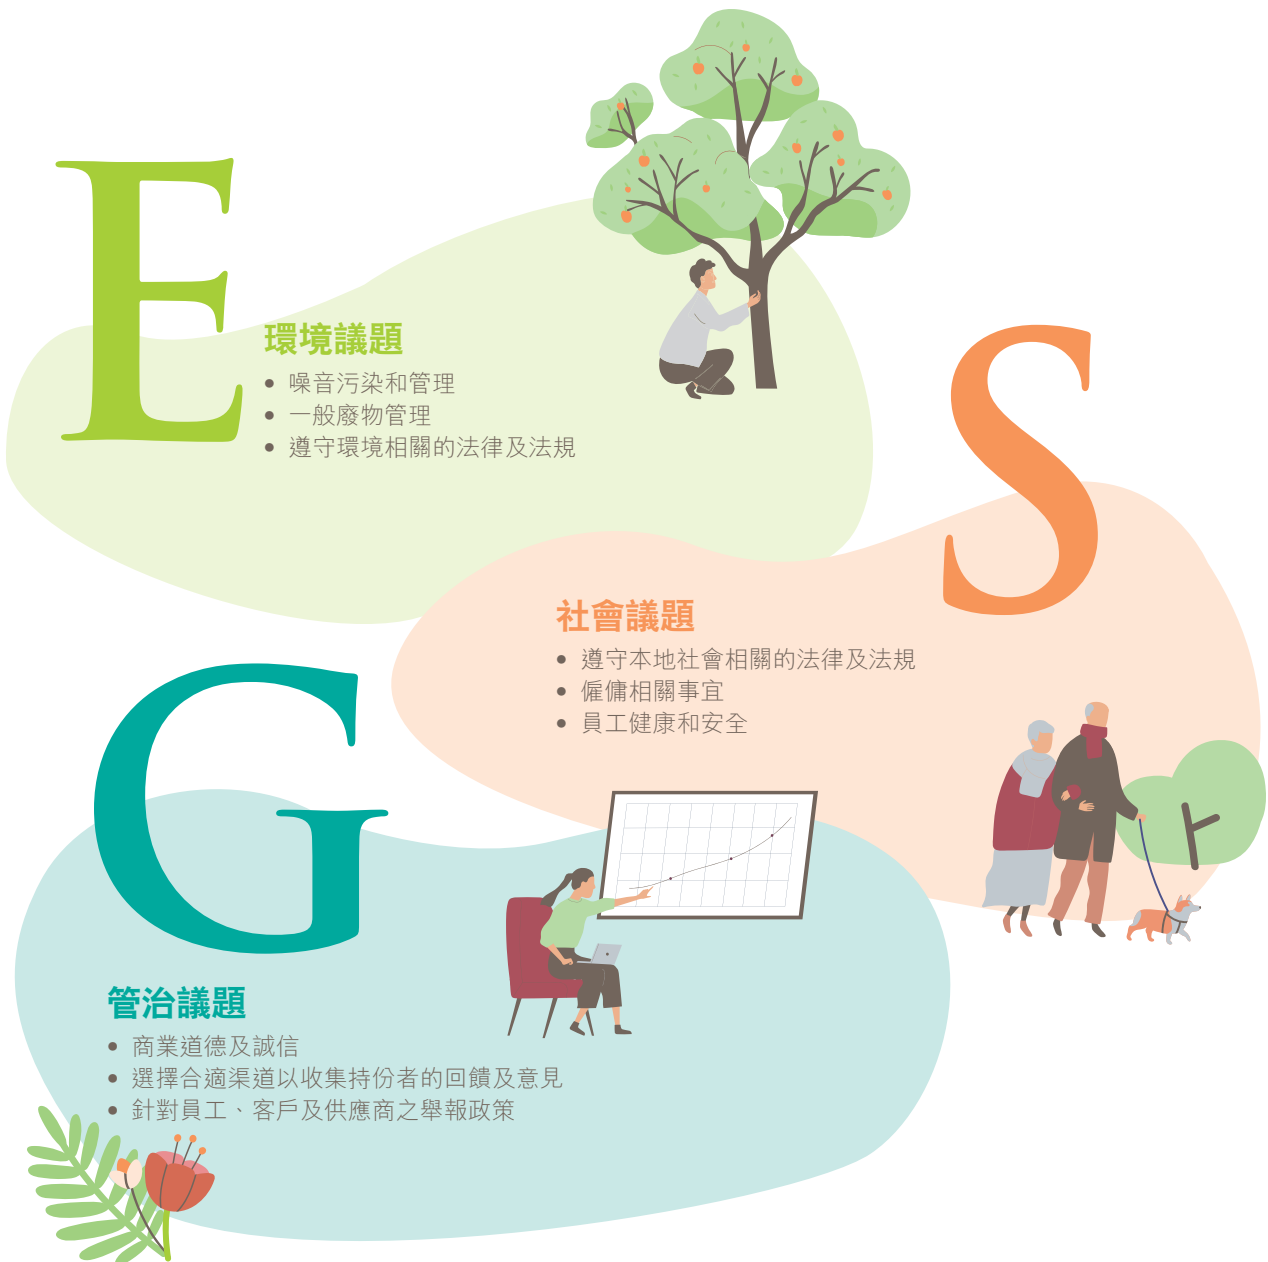 E
環境議題
• 噪音污染和管理
• 一般廢物管理
• 遵守環境相關的法律及法規
S
社會議題
• 遵守本地社會相關的法律及法規
• 僱傭相關事宜
• 員工健康和安全
G
管治議題
• 商業道德及誠信
• 選擇合適渠道以收集持份者的回饋及意見
• 針對員工、客戶及供應商之舉報政策